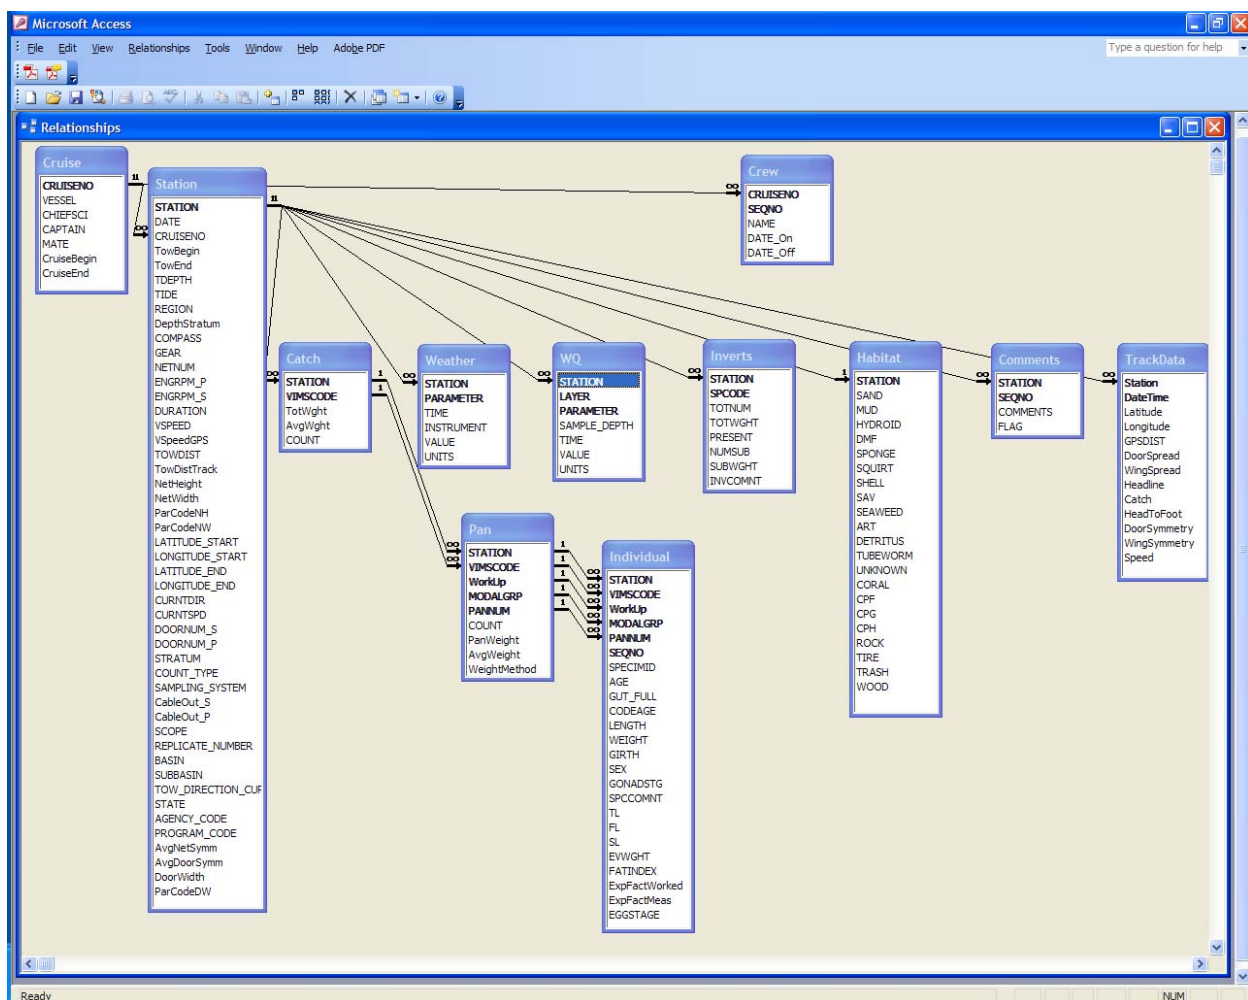 Microsoft Access
File Edit View Relationships Tools Window Help Adobe PDF
Type a question for help
Relationships
Cruise
CRUISENO
VESSEL
CHIEFSCI
CAPTAIN
MATE
CruiseBegin
CruiseEnd
Station
STATION
DATE
CRUISENO
TowBegin
TowEnd
TDEPTH
TIDE
REGION
DepthStratum
COMPASS
GEAR
NETNUM
ENGRPM_P
ENGRPM_S
DURATION
VSPEED
VSpeedGPS
TOWDIST
TowDistTrack
NetHeight
NetWidth
ParCodeNH
ParCodeNW
LATITUDE_START
LONGITUDE_START
LATITUDE_END
LONGITUDE_END
CURNTDIR
CURNTSPD
DOORNUM_S
DOORNUM_P
STRATUM
COUNT_TYPE
SAMPLING_SYSTEM
CableOut_S
CableOut_P
SCOPE
REPLICATE_NUMBER
BASIN
SUBBASIN
TOW_DIRECTION_CUR
STATE
AGENCY_CODE
PROGRAM_CODE
AvgNetSymm
AvgDoorSymm
DoorWidth
ParCodeDW
Crew
CRUISENO
SEQNO
NAME
DATE_On
DATE_Off
Catch
STATION
VIMSCODE
TotWght
AvgWght
COUNT
Weather
STATION
PARAMETER
TIME
INSTRUMENT
VALUE
UNITS
WQ
STATION
LAYER
PARAMETER
SAMPLE_DEPTH
TIME
VALUE
UNITS
Inverts
STATION
SPCODE
TOTNUM
TOTWGHT
PRESENT
NUMSUB
SUBWGHT
INVCOMNT
Habitat
STATION
SAND
MUD
HYDROID
DMF
SPONGE
SQUIRT
SHELL
SAV
SEAWEED
ART
DETRITUS
TUBEWORM
UNKNOWN
CORAL
CPF
CPG
CPH
ROCK
TIRE
TRASH
WOOD
Comments
STATION
SEQNO
COMMENTS
FLAG
TrackData
Station
DateTime
Latitude
Longitude
GPSDIST
DoorSpread
WingSpread
Headline
Catch
HeadToFoot
DoorSymmetry
WingSymmetry
Speed
Pan
STATION
VIMSCODE
WorkUp
MODALGRP
PANNUM
COUNT
PanWeight
AvgWeight
WeightMethod
Individual
STATION
VIMSCODE
WorkUp
MODALGRP
PANNUM
SEQNO
SPECIMID
AGE
GUT_FULL
CODEAGE
LENGTH
WEIGHT
GIRTH
SEX
GONADSTG
SPCCOMNT
TL
FL
SL
EVWGHT
FATINDEX
ExpFactWorked
ExpFactMeas
EGGSTAGE
Ready
NUM